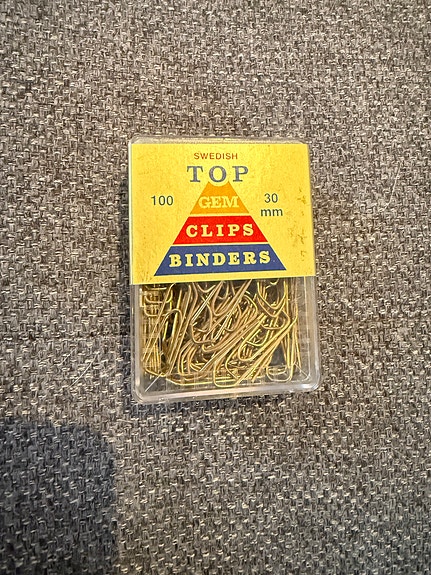 SWEDISH
TOP
100 GEM 30 mm
CLIPS
BINDERS